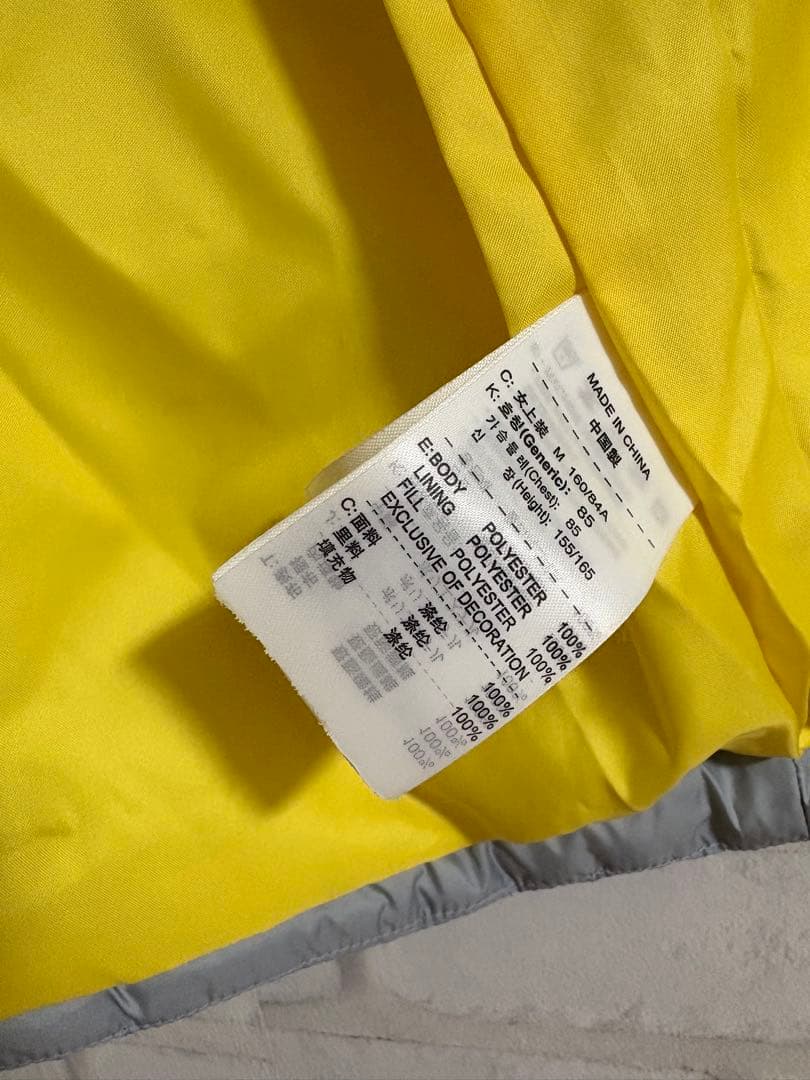 MADE IN CHINA
中国製
C: 女上装 M 160/84A
K: 호칭(Generic): 85
가슴둘레(Chest): 85
신 장(Height): 155/165
E:BODY POLYESTER 100%
LINING POLYESTER 100%
FILL POLYESTER 100%
EXCLUSIVE OF DECORATION
C:面料 涤纶 100%
里料 涤纶 100%
填充物 涤纶 100%